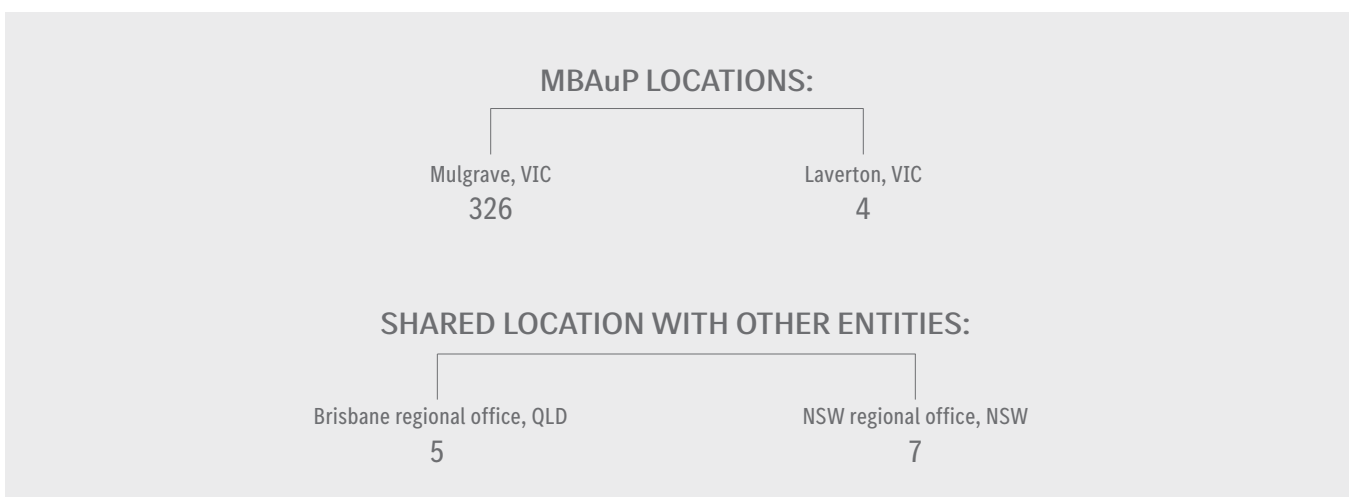 MBAuP LOCATIONS:
Mulgrave, VIC
326
Laverton, VIC
4
SHARED LOCATION WITH OTHER ENTITIES:
Brisbane regional office, QLD
5
NSW regional office, NSW
7